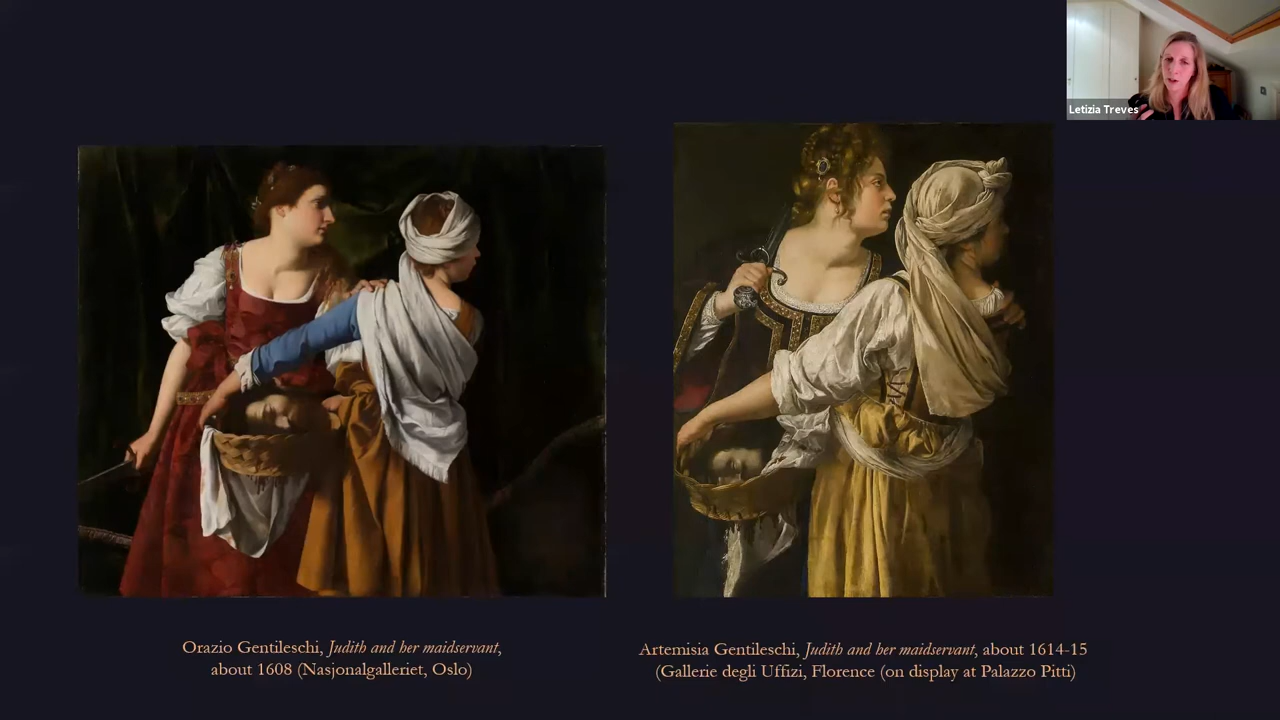 Letizia Treves
Orazio Gentileschi, Judith and her maidservant,
about 1608 (Nasjonalgalleriet, Oslo)
Artemisia Gentileschi, Judith and her maidservant, about 1614-15
(Gallerie degli Uffizi, Florence (on display at Palazzo Pitti)